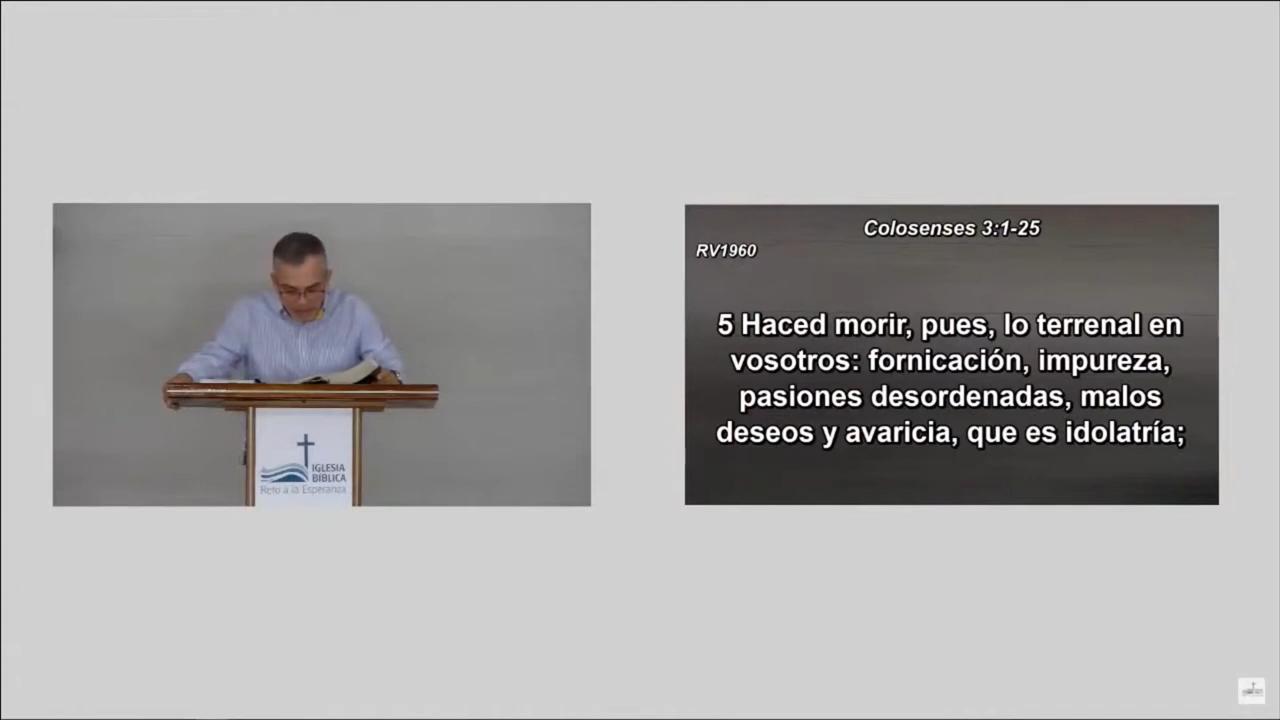 IGLESIA
BÍBLICA
Reto a la Esperanza
Colosenses 3:1-25
RV1960
5 Haced morir, pues, lo terrenal en
vosotros: fornicación, impureza,
pasiones desordenadas, malos
deseos y avaricia, que es idolatría;